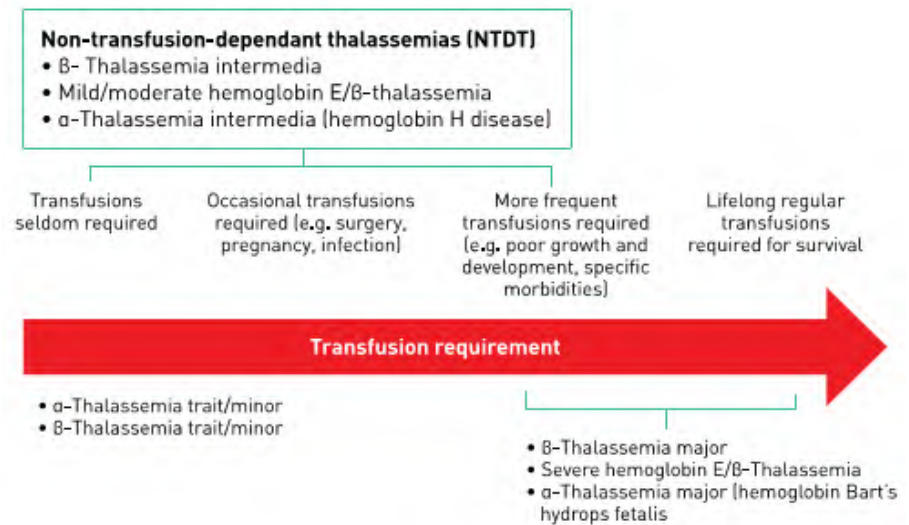 Non-transfusion-dependant thalassemias (NTDT)
• β- Thalassemia intermedia
• Mild/moderate hemoglobin E/β-thalassemia
• α-Thalassemia intermedia (hemoglobin H disease)
Transfusions
seldom required
Occasional transfusions
required (e.g. surgery,
pregnancy, infection)
More frequent
transfusions required
(e.g. poor growth and
development, specific
morbidities)
Lifelong regular
transfusions
required for survival
Transfusion requirement
• α-Thalassemia trait/minor
• β-Thalassemia trait/minor
• β-Thalassemia major
• Severe hemoglobin E/β-Thalassemia
• α-Thalassemia major (hemoglobin Bart's
hydrops fetalis